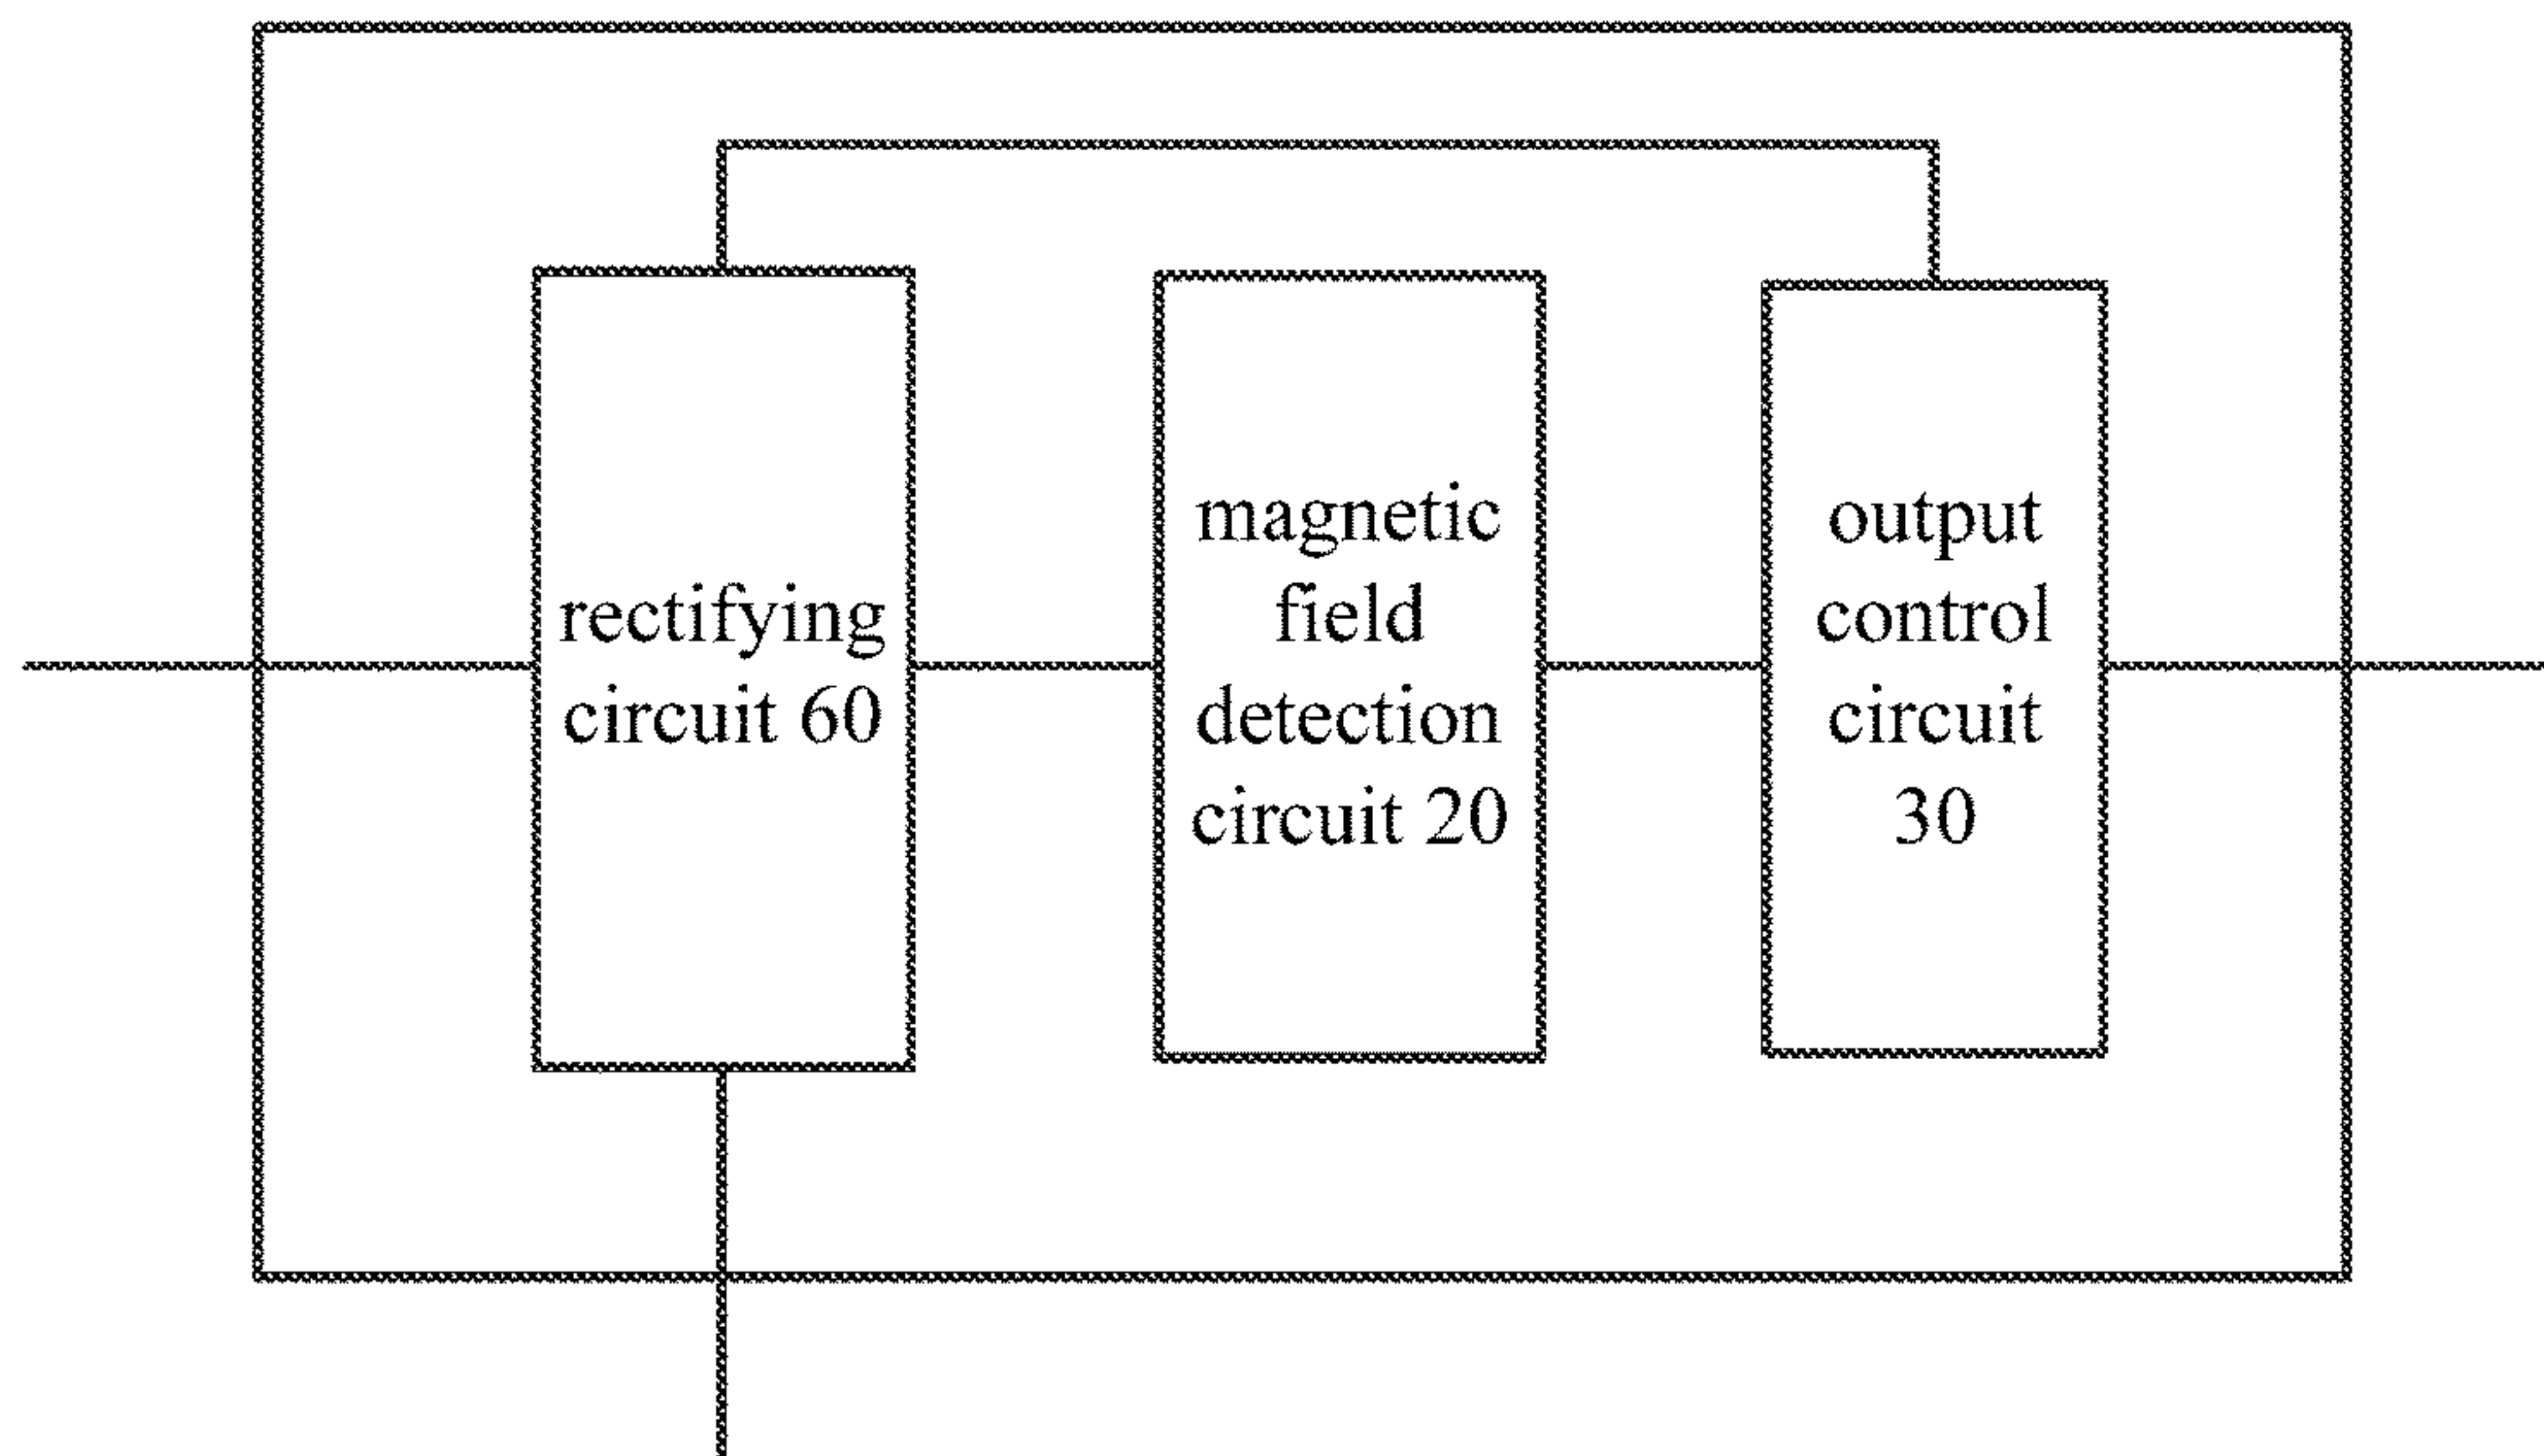 rectifying
circuit 60
magnetic
field
detection
circuit 20
output
control
circuit
30